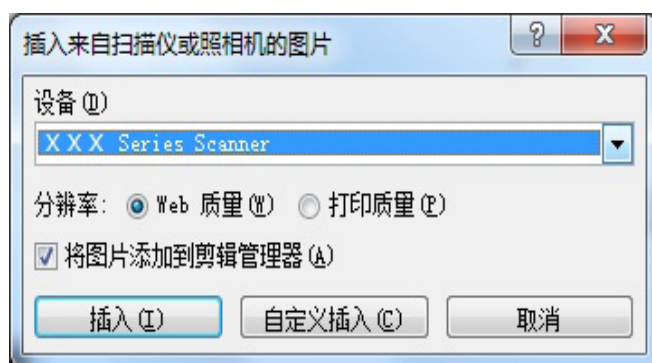 插入来自扫描仪或照相机的图片
设备(D)
XXX Series Scanner
分辨率: Web 质量(W) 打印质量(P)
将图片添加到剪辑管理器(A)
插入(I) 自定义插入(C) 取消